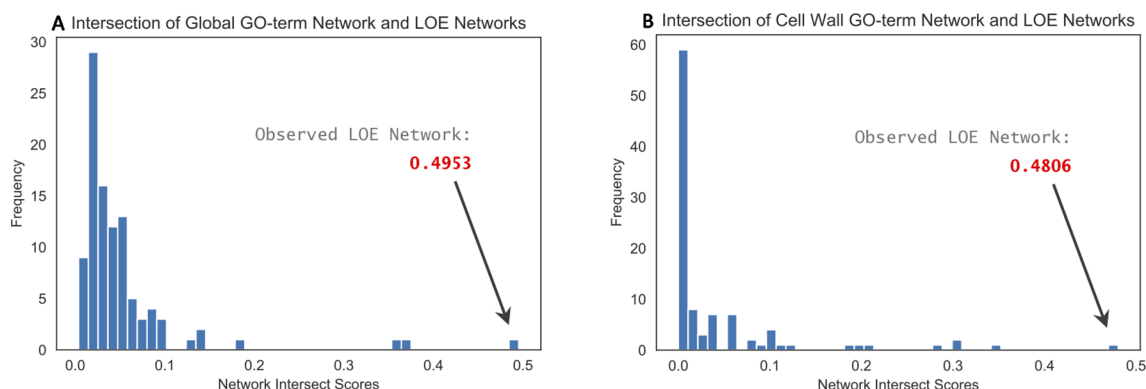 A Intersection of Global GO-term Network and LOE Networks
30
25
20
15
10
5
0
Frequency
Observed LOE Network:
0.4953
0.0 0.1 0.2 0.3 0.4 0.5
Network Intersect Scores
B Intersection of Cell Wall GO-term Network and LOE Networks
60
50
40
30
20
10
0
Frequency
Observed LOE Network:
0.4806
0.0 0.1 0.2 0.3 0.4 0.5
Network Intersect Scores